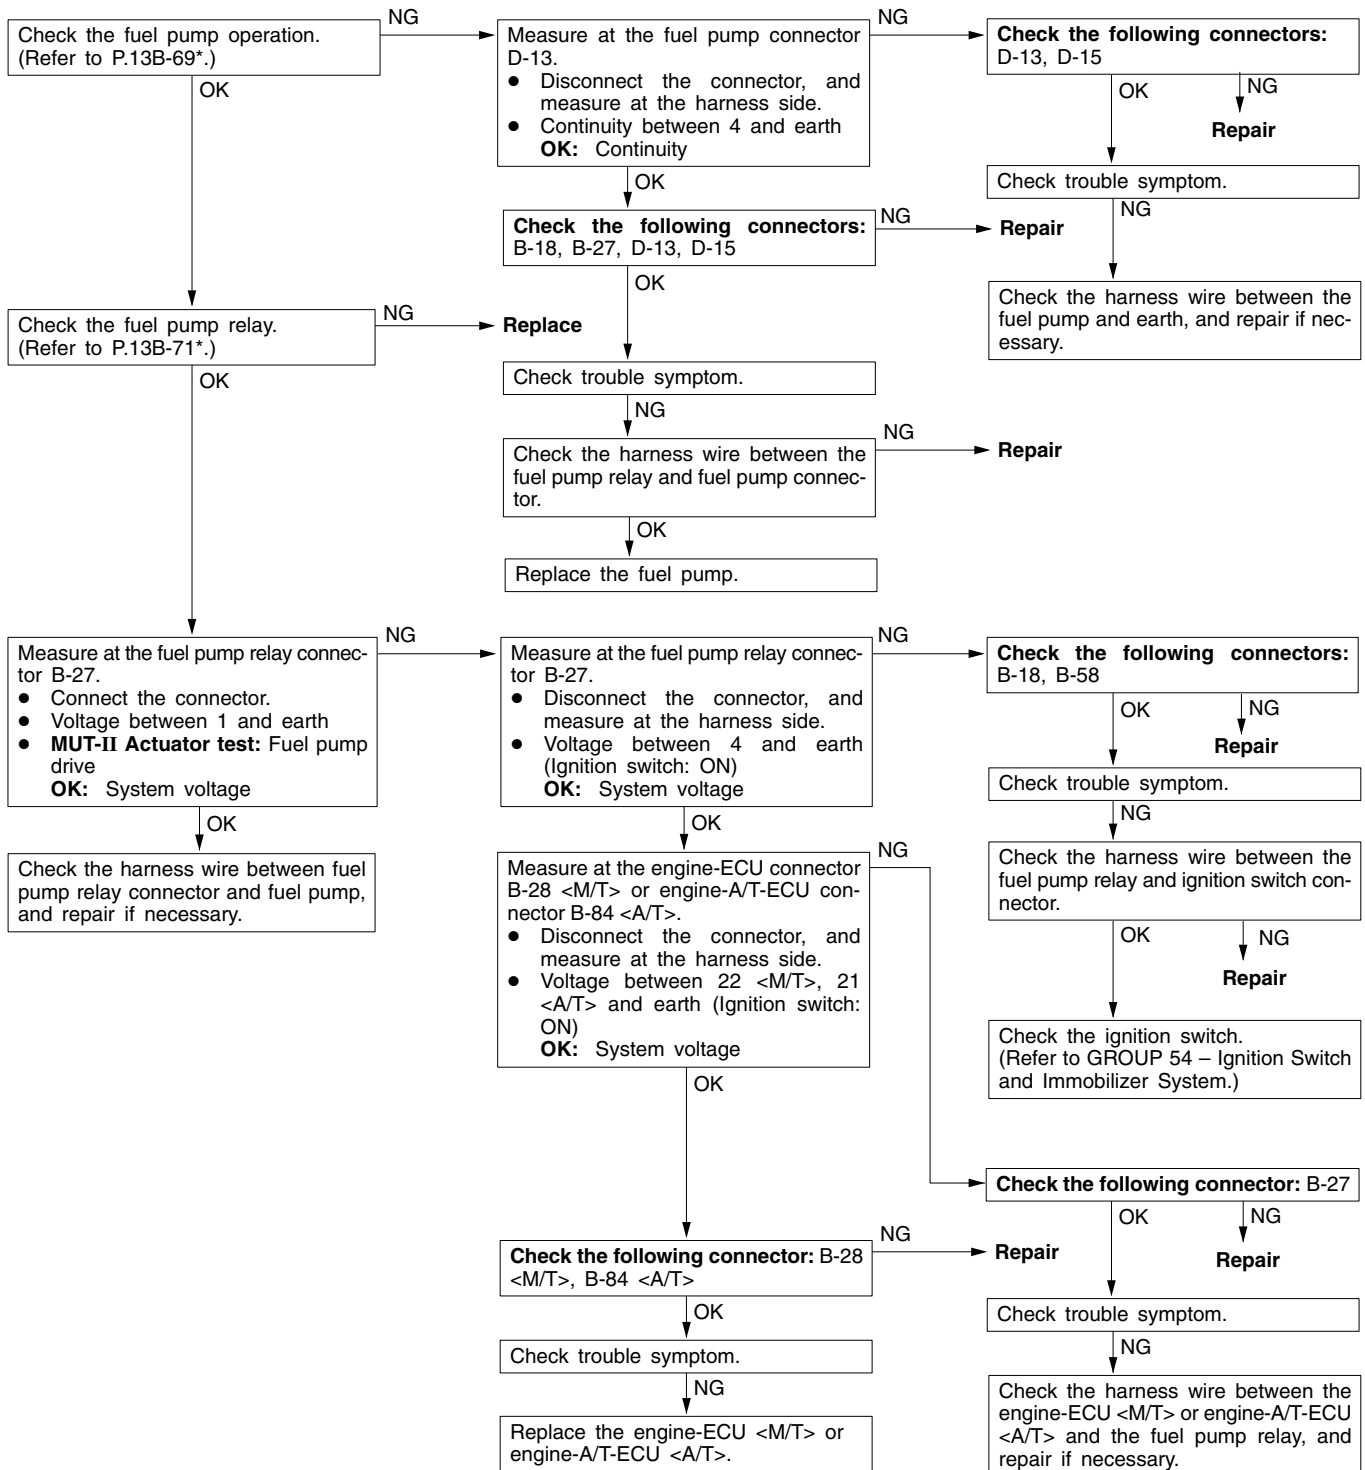 Check the fuel pump operation.
(Refer to P.13B-69*.)
NG
OK
Measure at the fuel pump connector
D-13.
● Disconnect the connector, and
measure at the harness side.
● Continuity between 4 and earth
OK: Continuity
NG
OK
Check the following connectors:
D-13, D-15
OK
NG
Repair
Check trouble symptom.
NG
Check the harness wire between the
fuel pump and earth, and repair if nec-
essary.
Check the following connectors:
B-18, B-27, D-13, D-15
NG
Repair
OK
Check trouble symptom.
NG
Check the harness wire between the
fuel pump relay and fuel pump connec-
tor.
NG
Repair
OK
Replace the fuel pump.
Check the fuel pump relay.
(Refer to P.13B-71*.)
NG
Replace
OK
Measure at the fuel pump relay connec-
tor B-27.
● Connect the connector.
● Voltage between 1 and earth
● MUT-II Actuator test: Fuel pump
drive
OK: System voltage
NG
OK
Check the harness wire between fuel
pump relay connector and fuel pump,
and repair if necessary.
Measure at the fuel pump relay connec-
tor B-27.
● Disconnect the connector, and
measure at the harness side.
● Voltage between 4 and earth
(Ignition switch: ON)
OK: System voltage
NG
OK
Check the following connectors:
B-18, B-58
OK
NG
Repair
Check trouble symptom.
NG
Check the harness wire between the
fuel pump relay and ignition switch con-
nector.
OK
NG
Repair
Check the ignition switch.
(Refer to GROUP 54 – Ignition Switch
and Immobilizer System.)
Measure at the engine-ECU connector
B-28 <M/T> or engine-A/T-ECU con-
nector B-84 <A/T>.
● Disconnect the connector, and
measure at the harness side.
● Voltage between 22 <M/T>, 21
<A/T> and earth (Ignition switch:
ON)
OK: System voltage
NG
OK
Check the following connector: B-27
OK
NG
Repair
Check trouble symptom.
NG
Check the harness wire between the
engine-ECU <M/T> or engine-A/T-ECU
<A/T> and the fuel pump relay, and
repair if necessary.
Check the following connector: B-28
<M/T>, B-84 <A/T>
NG
Repair
OK
Check trouble symptom.
NG
Replace the engine-ECU <M/T> or
engine-A/T-ECU <A/T>.